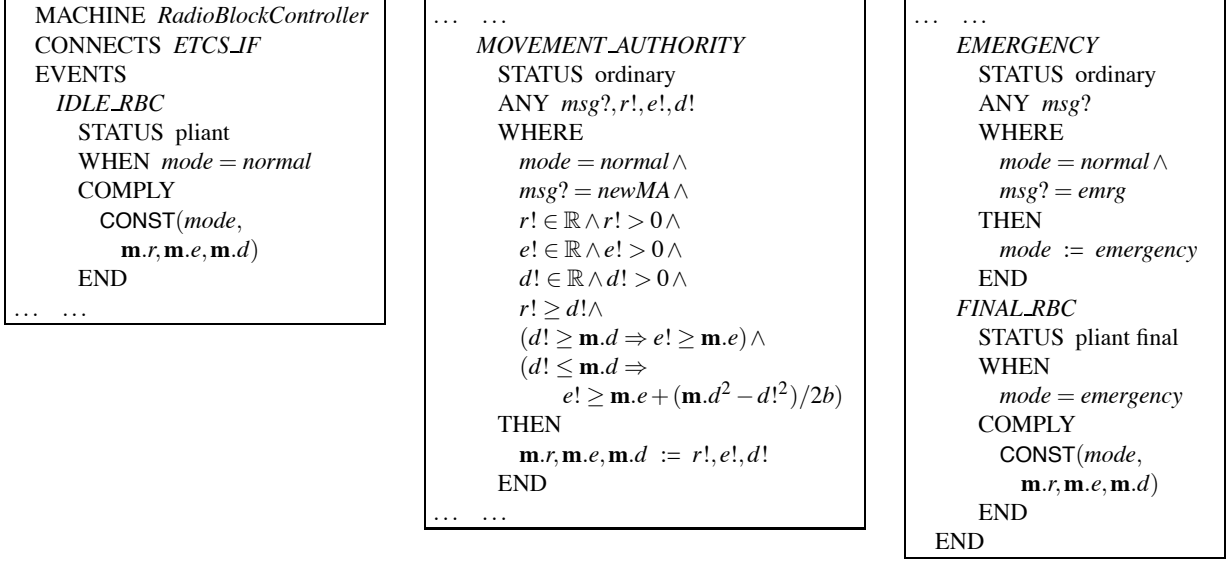 MACHINE RadioBlockController
CONNECTS ETCS_IF
EVENTS
IDLE_RBC
STATUS pliant
WHEN mode = normal
COMPLY
CONST(mode,
m.r, m.e, m.d)
END
... ...
... ...
MOVEMENT_AUTHORITY
STATUS ordinary
ANY msg?, r!, e!, d!
WHERE
mode = normal ∧
msg? = newMA ∧
r! ∈ ℝ ∧ r! > 0 ∧
e! ∈ ℝ ∧ e! > 0 ∧
d! ∈ ℝ ∧ d! > 0 ∧
r! ≥ d! ∧
(d! ≥ m.d ⇒ e! ≥ m.e) ∧
(d! ≤ m.d ⇒
e! ≥ m.e + (m.d² − d!²)/2b)
THEN
m.r, m.e, m.d := r!, e!, d!
END
... ...
... ...
EMERGENCY
STATUS ordinary
ANY msg?
WHERE
mode = normal ∧
msg? = emrg
THEN
mode := emergency
END
FINAL_RBC
STATUS pliant final
WHEN
mode = emergency
COMPLY
CONST(mode,
m.r, m.e, m.d)
END
END